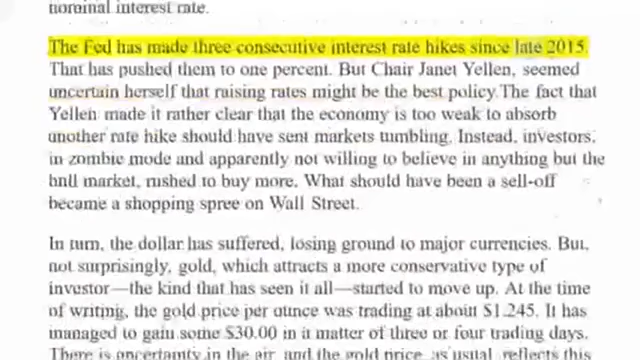 nominal interest rate.
The Fed has made three consecutive interest rate hikes since late 2015.
That has pushed them to one percent. But Chair Janet Yellen, seemed
uncertain herself that raising rates might be the best policy.The fact that
Yellen made it rather clear that the economy is too weak to absorb
another rate hike should have sent markets tumbling. Instead, investors,
in zombie mode and apparently not willing to believe in anything but the
bnll market, rushed to buy more. What should have been a sell-off
became a shopping spree on Wall Street.
In turn, the dollar has suffered, losing ground to major currencies. But,
not surprisingly, gold, which attracts a more conservative type of
investor—the kind that has seen it all—started to move up. At the time
of writing, the gold price per ounce was trading at about $1.245. It has
managed to gain some $30.00 in it matter of three or four trading days.
There is uncertainty in the air and the gold price, as usual reflects this